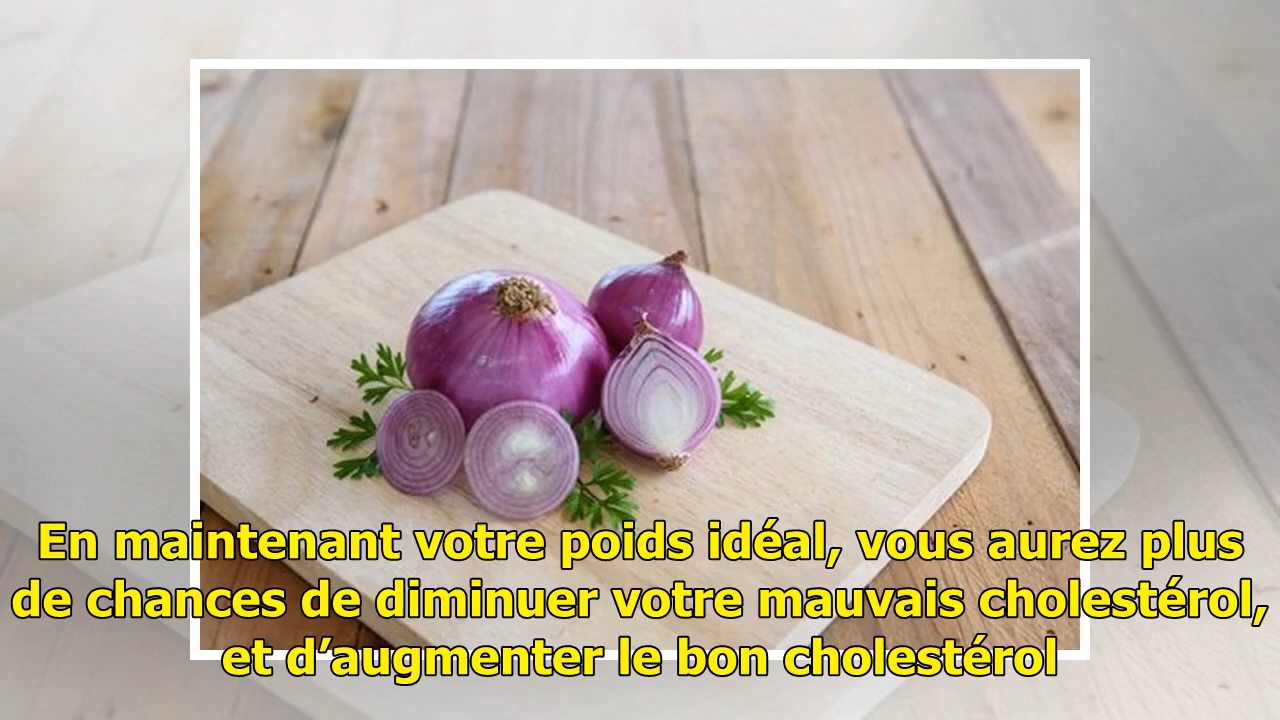 En maintenant votre poids idéal, vous aurez plus
de chances de diminuer votre mauvais cholestérol,
et d’augmenter le bon cholestérol